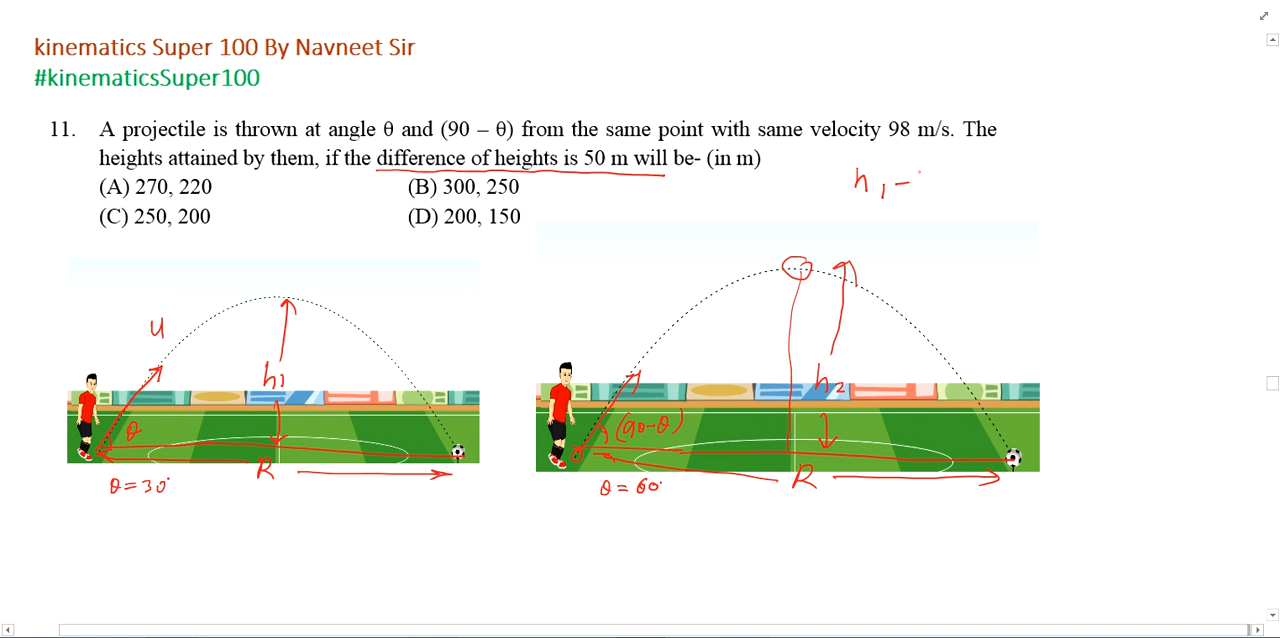 kinematics Super 100 By Navneet Sir
#kinematicsSuper100
11. A projectile is thrown at angle θ and (90 – θ) from the same point with same velocity 98 m/s. The
heights attained by them, if the difference of heights is 50 m will be- (in m)
(A) 270, 220 (B) 300, 250
(C) 250, 200 (D) 200, 150
h₁ –
u
h₁
h₂
θ
(90-θ)
R
R
θ = 30°
θ = 60°